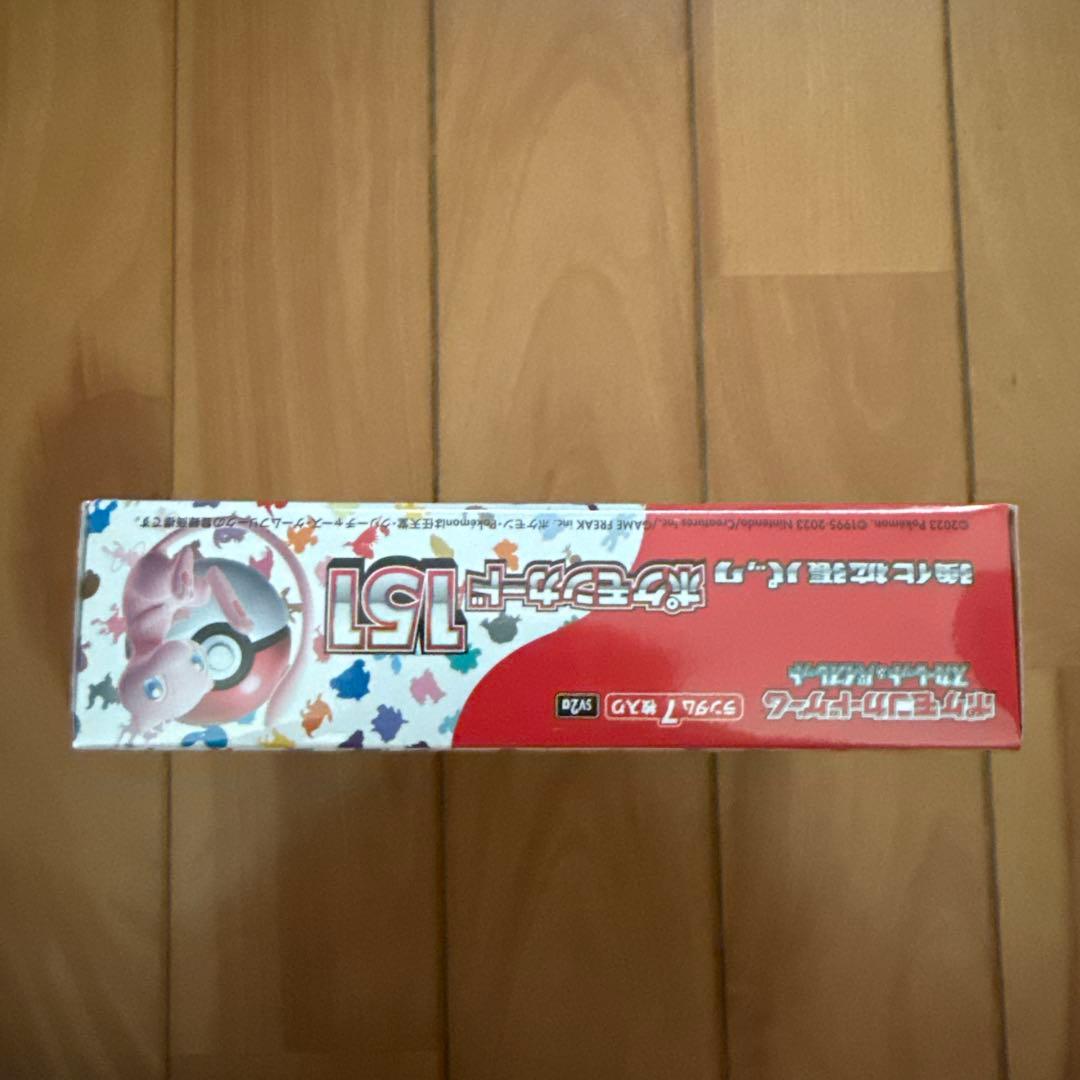 ポケモンカードゲーム
スカーレット&バイオレット
ランダム7枚入り
sv2a
強化拡張パック
ポケモンカード151
©2023 Pokémon. ©1995-2023 Nintendo/Creatures Inc./GAME FREAK inc. ポケモン・Pokémonは任天堂・クリーチャーズ・ゲームフリークの登録商標です。